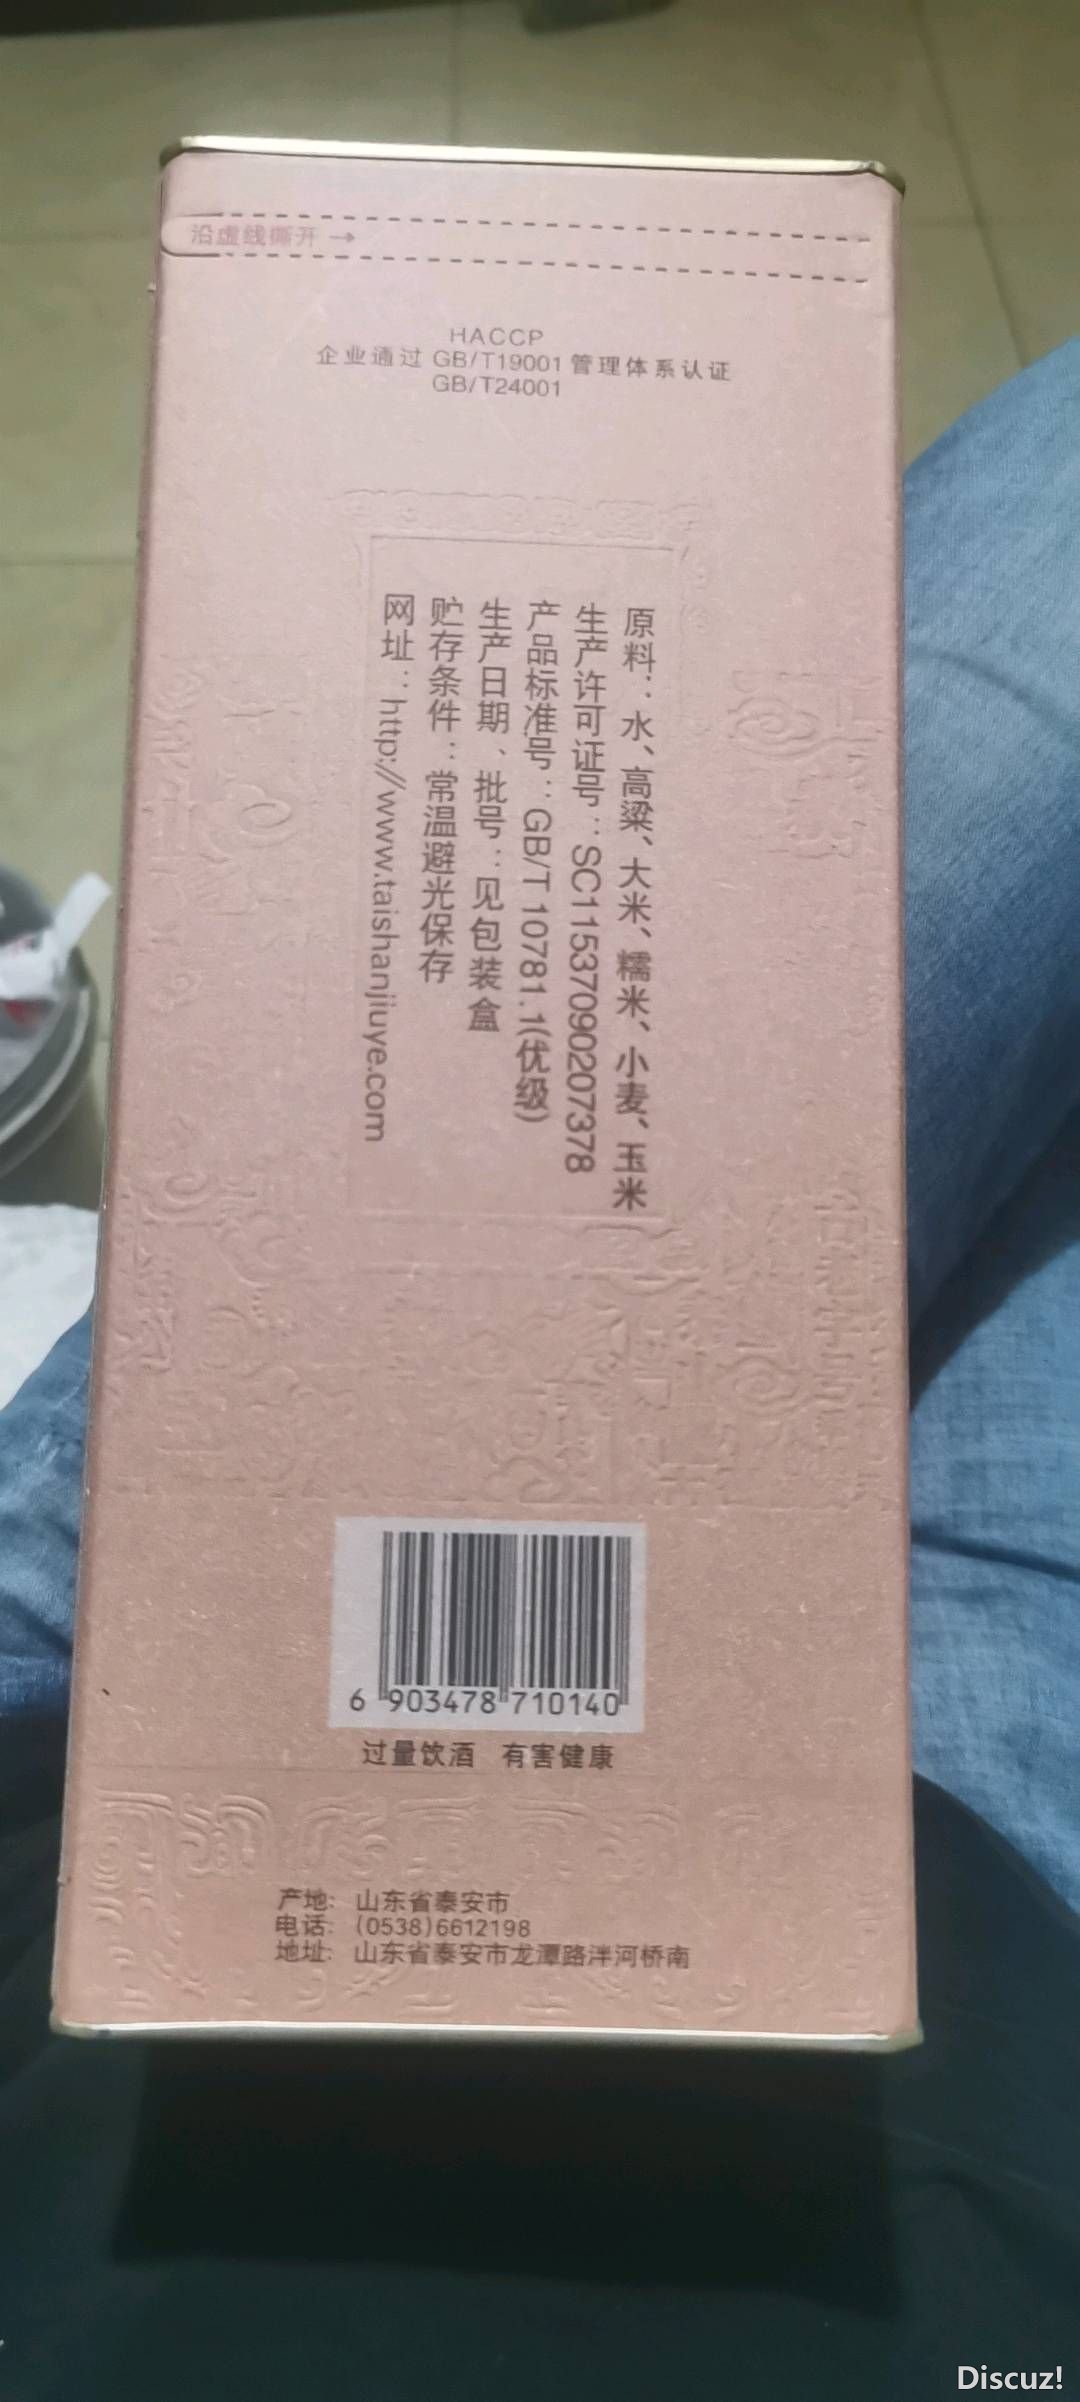 沿虚线撕开 →
HACCP
企业通过 GB/T19001 管理体系认证
GB/T24001
原料：水、高粱、大米、糯米、小麦、玉米
生产许可证号：SC11537090207378
产品标准号：GB/T 10781.1(优级)
生产日期、批号：见包装盒
贮存条件：常温避光保存
网址：http://www.taishanjiuye.com
6 903478 710140
过量饮酒 有害健康
产地: 山东省泰安市
电话: (0538)6612198
地址: 山东省泰安市龙潭路泮河桥南
Discuz!